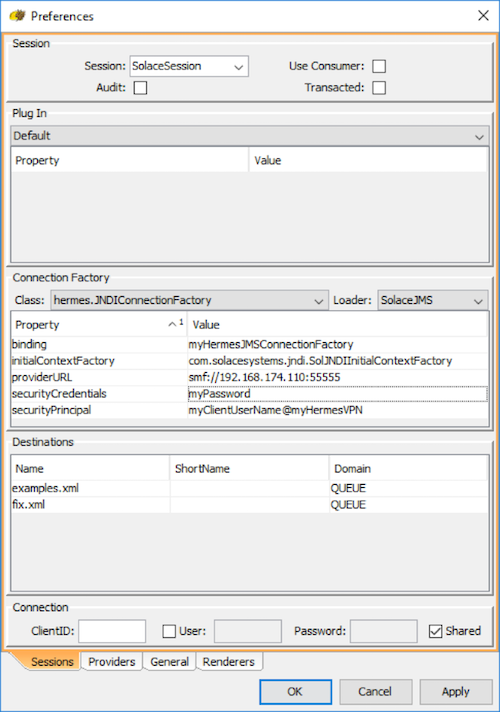 Preferences
Session
Session: SolaceSession Use Consumer:
Audit: Transacted:
Plug In
Default
Property Value
Connection Factory
Class: hermes.JNDIConnectionFactory Loader: SolaceJMS
Property 1 Value
binding myHermesJMSConnectionFactory
initialContextFactory com.solacesystems.jndi.SolJNDIInitialContextFactory
providerURL smf://192.168.174.110:55555
securityCredentials myPassword
securityPrincipal myClientUserName@myHermesVPN
Destinations
Name ShortName Domain
examples.xml QUEUE
fix.xml QUEUE
Connection
ClientID: User: Password: Shared
Sessions Providers General Renderers
OK Cancel Apply